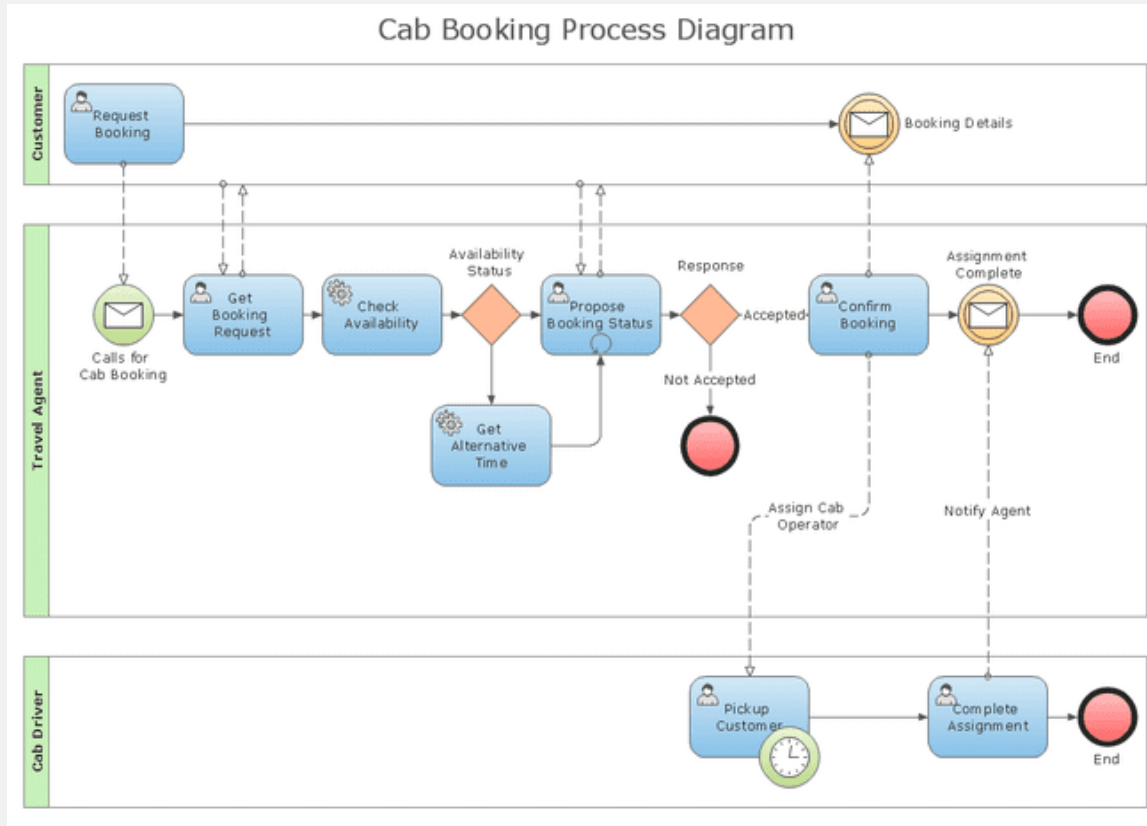 Cab Booking Process Diagram
Customer
Request
Booking
Booking Details
Travel Agent
Calls for
Cab Booking
Get
Booking
Request
Check
Availability
Availability
Status
Get
Alternative
Time
Propose
Booking Status
Response
Accepted
Not Accepted
Confirm
Booking
Assignment
Complete
End
Assign Cab
Operator
Notify Agent
Cab Driver
Pickup
Customer
Complete
Assignment
End